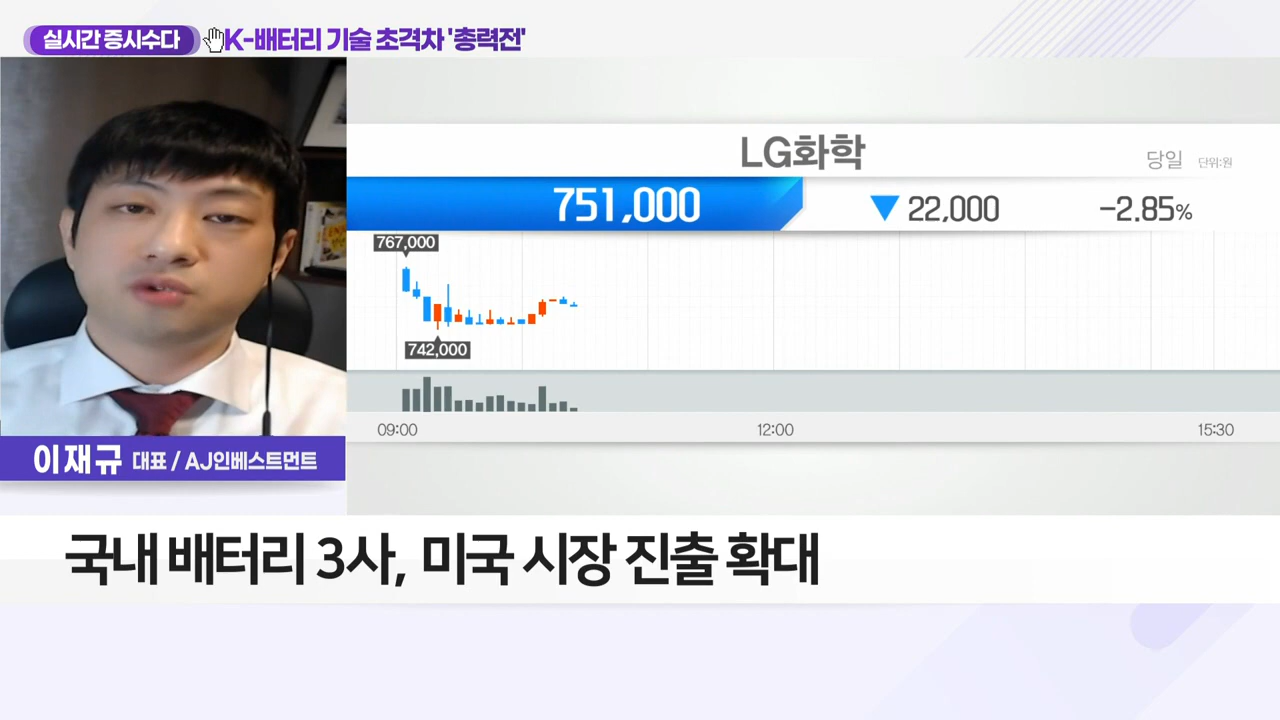 실시간 증시수다
K-배터리 기술 초격차 '총력전'
LG화학
당일 단위:원
751,000 ▼ 22,000 -2.85%
767,000
742,000
09:00 12:00 15:30
이재규 대표 / AJ인베스트먼트
국내 배터리 3사, 미국 시장 진출 확대